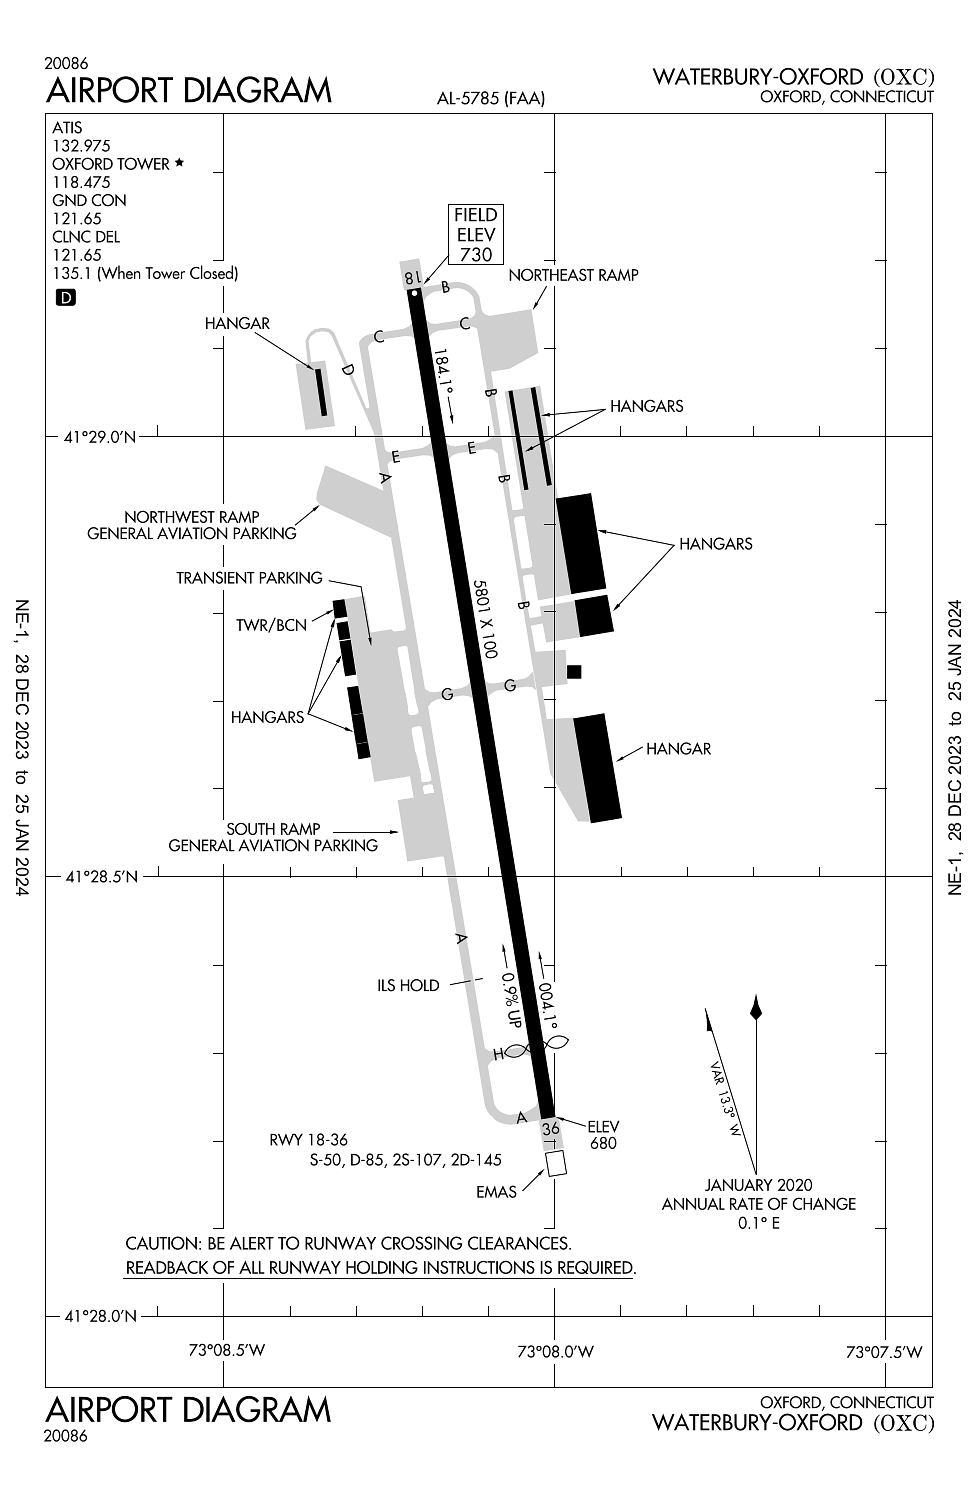 20086
AIRPORT DIAGRAM
AL-5785 (FAA)
WATERBURY-OXFORD (OXC)
OXFORD, CONNECTICUT
ATIS
132.975
OXFORD TOWER ★
118.475
GND CON
121.65
CLNC DEL
121.65
135.1 (When Tower Closed)
D
FIELD
ELEV
730
NORTHEAST RAMP
18
B
HANGAR
C
C
D
184.1°
B
HANGARS
41°29.0'N
E
E
A
B
NORTHWEST RAMP
GENERAL AVIATION PARKING
HANGARS
TRANSIENT PARKING
5801 X 100
B
TWR/BCN
G
G
HANGARS
HANGAR
SOUTH RAMP
GENERAL AVIATION PARKING
41°28.5'N
A
ILS HOLD
0.9% UP
004.1°
H
VAR 13.3° W
A
36
ELEV
680
RWY 18-36
S-50, D-85, 2S-107, 2D-145
EMAS
JANUARY 2020
ANNUAL RATE OF CHANGE
0.1° E
CAUTION: BE ALERT TO RUNWAY CROSSING CLEARANCES.
READBACK OF ALL RUNWAY HOLDING INSTRUCTIONS IS REQUIRED.
41°28.0'N
73°08.5'W
73°08.0'W
73°07.5'W
NE-1, 28 DEC 2023 to 25 JAN 2024
NE-1, 28 DEC 2023 to 25 JAN 2024
AIRPORT DIAGRAM
20086
OXFORD, CONNECTICUT
WATERBURY-OXFORD (OXC)